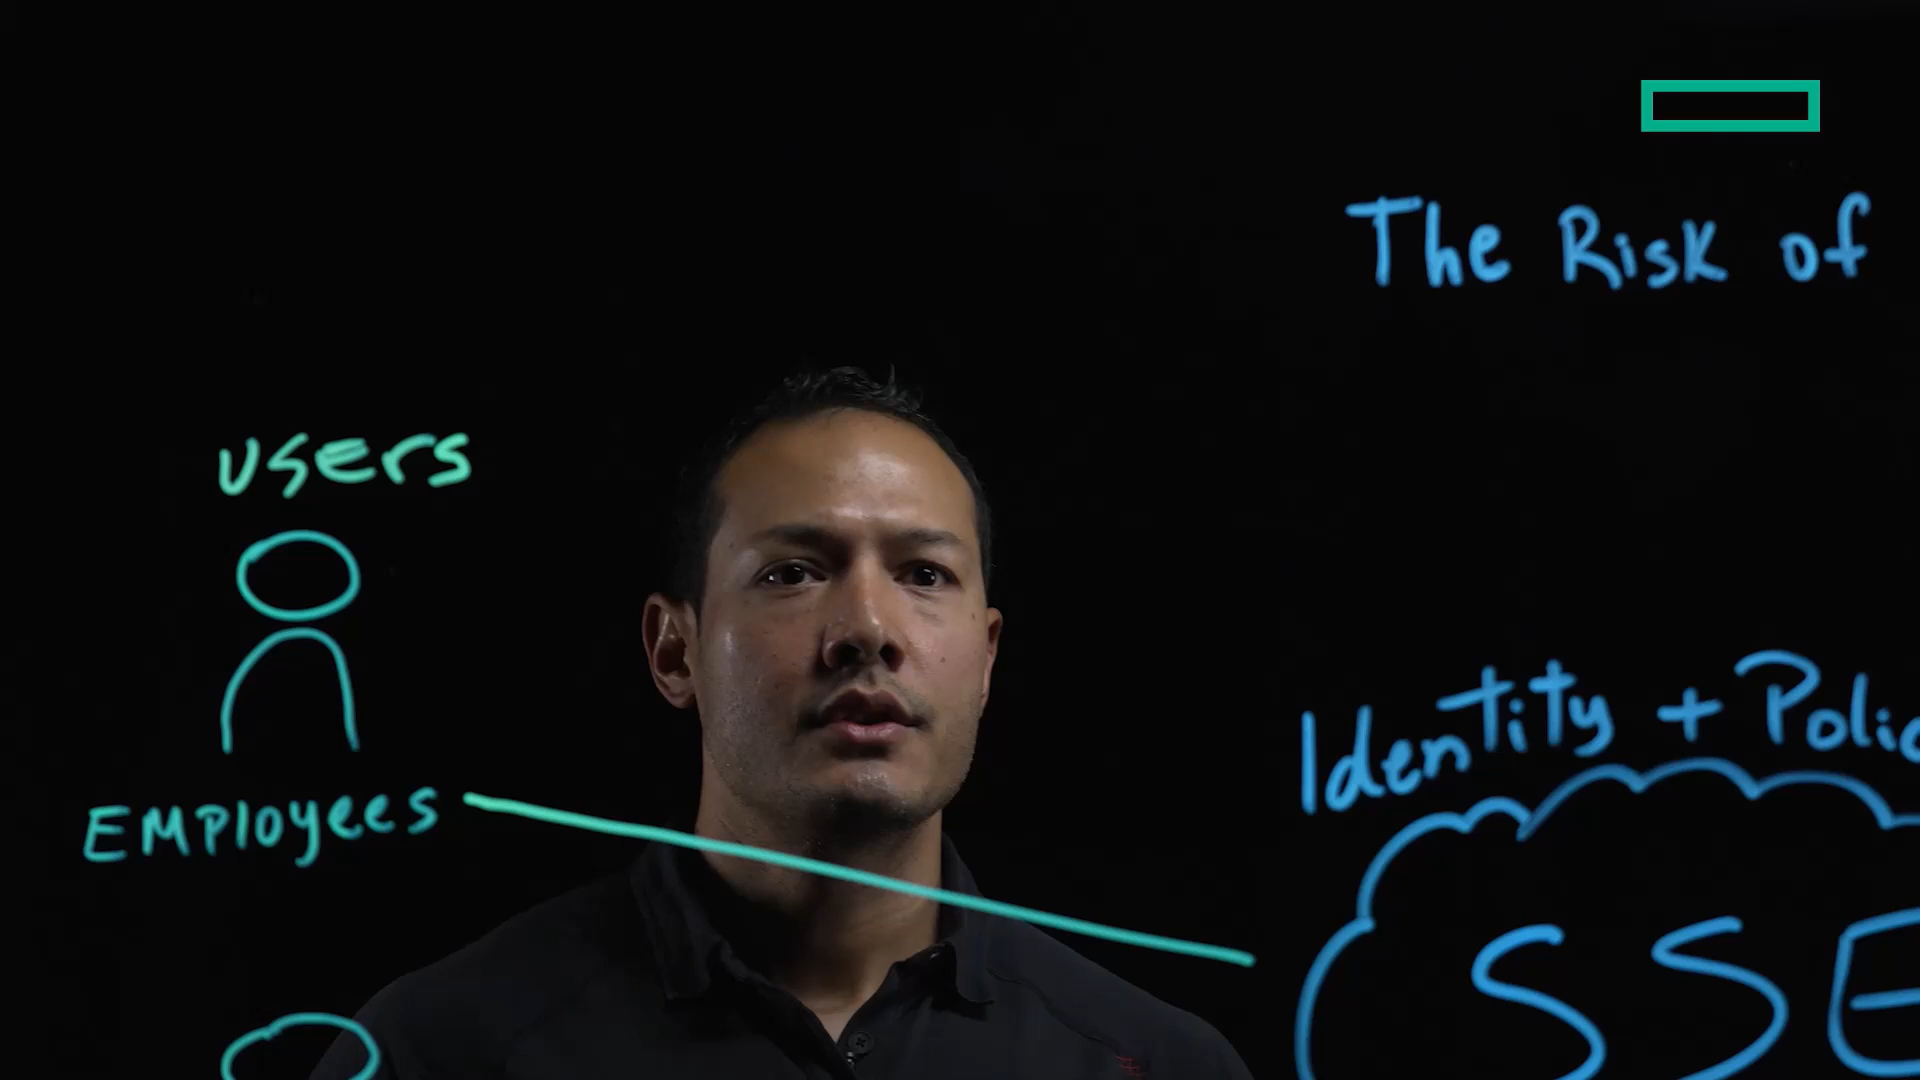 The Risk of
users
Identity + Polic
EMPloyees
SSE